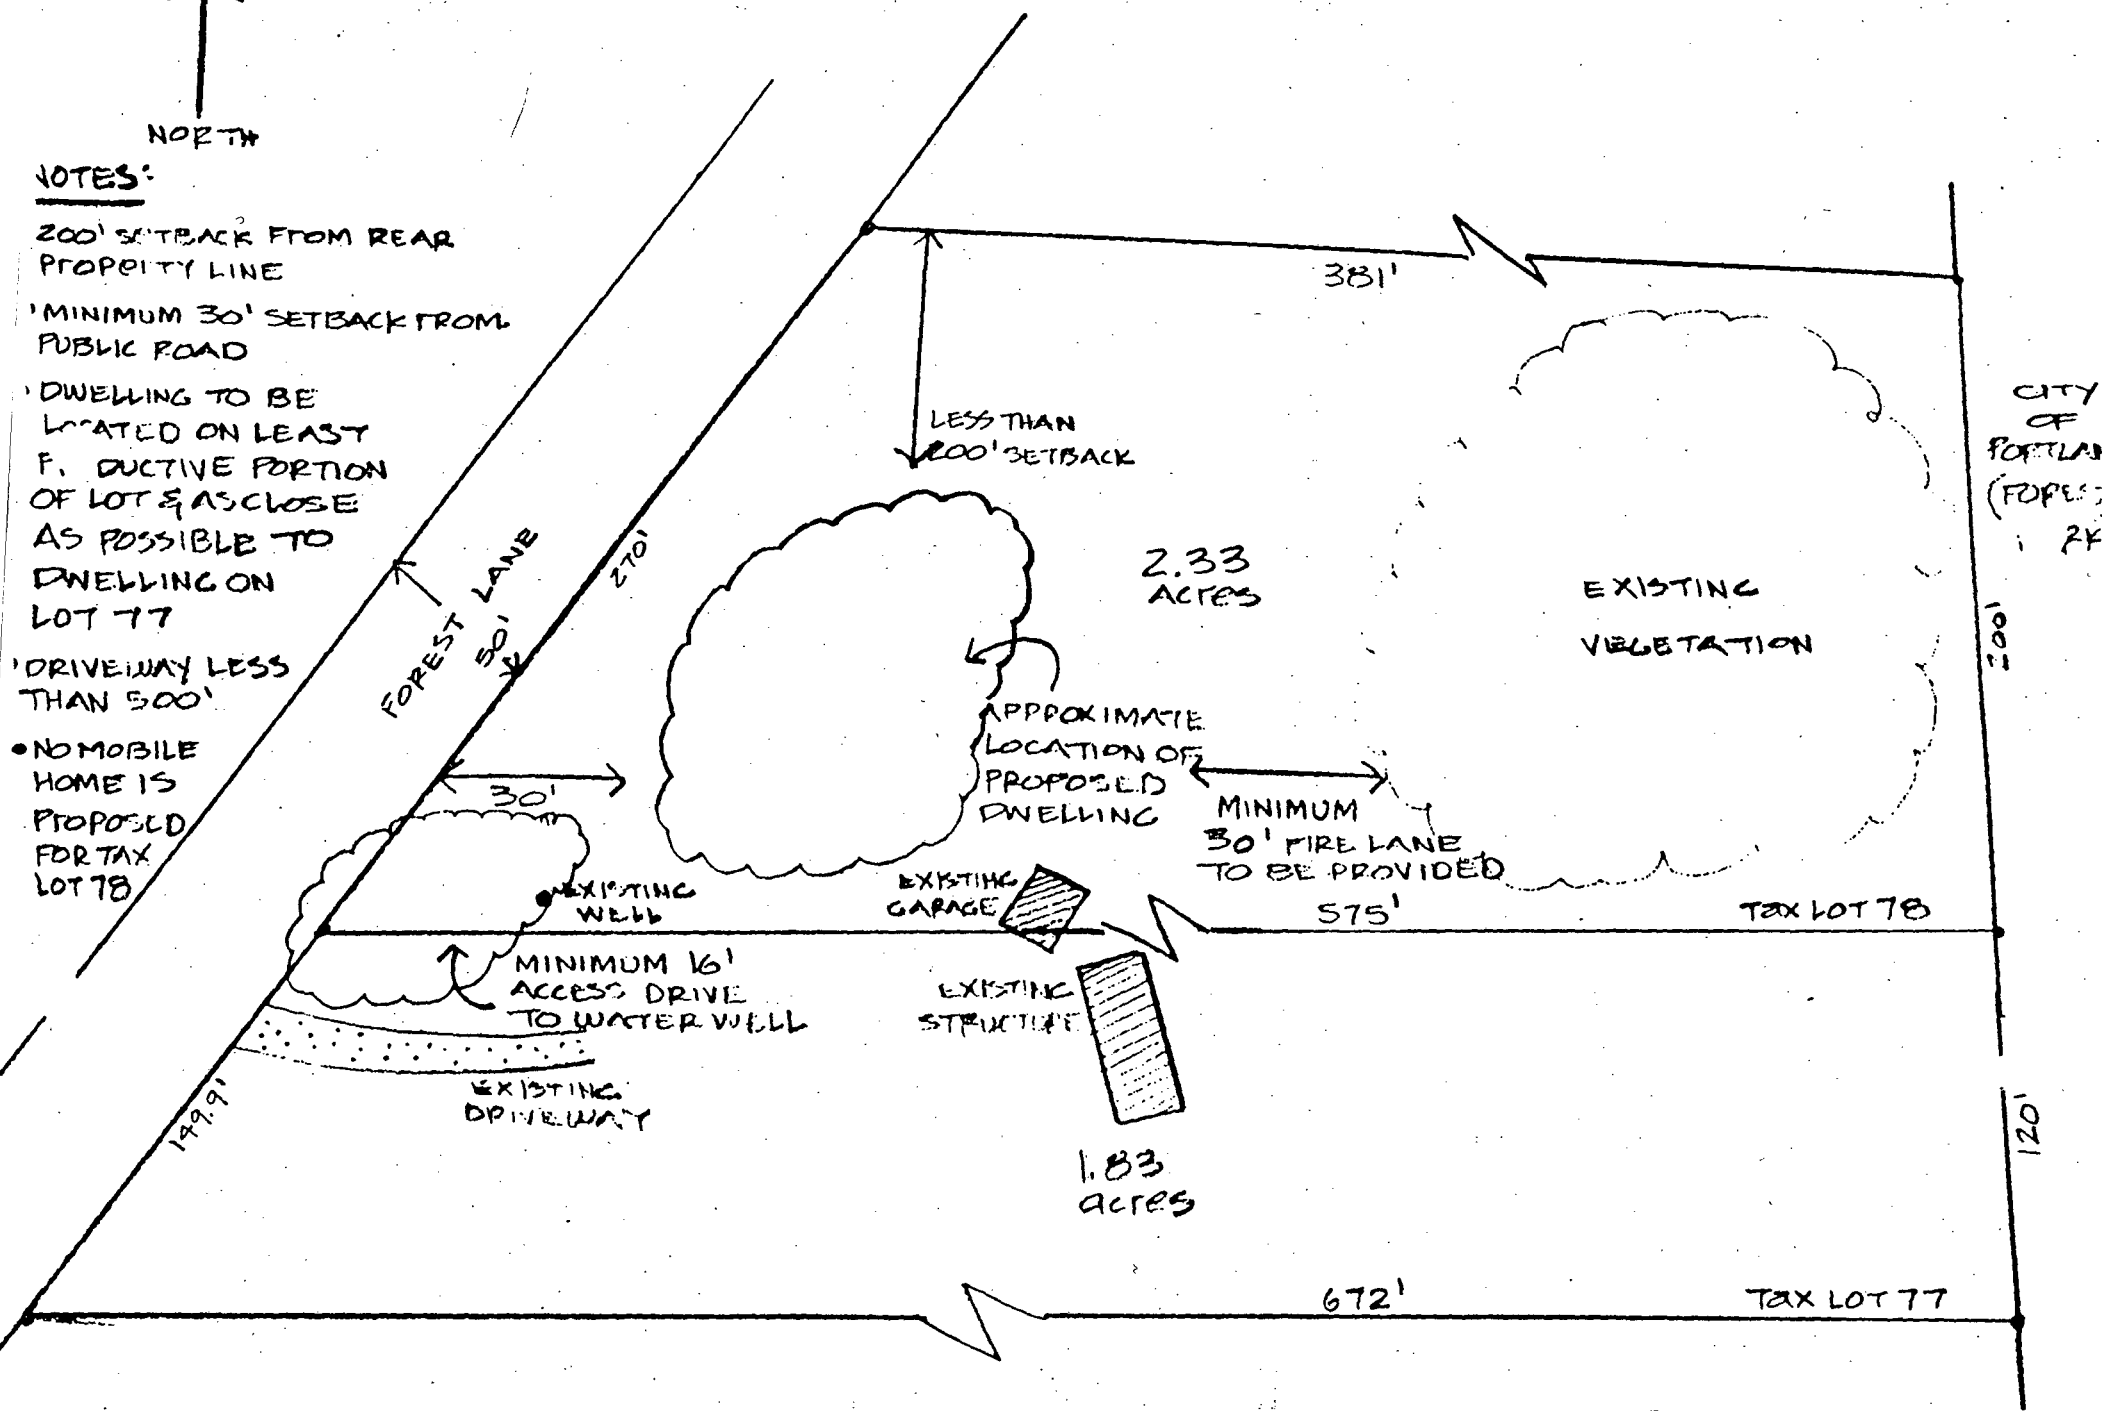 NORTH
NOTES:
200' SETBACK FROM REAR
PROPERTY LINE
MINIMUM 30' SETBACK FROM
PUBLIC ROAD
DWELLING TO BE
LOCATED ON LEAST
DUCTIVE PORTION
OF LOT & AS CLOSE
AS POSSIBLE TO
DWELLING ON
LOT 77
DRIVEWAY LESS
THAN 500'
• NO MOBILE
HOME IS
PROPOSED
FOR TAX
LOT 78
381'
LESS THAN
200' SETBACK
CITY
OF
PORTLAN
270'
FOREST LANE
50'
2.33
Acres
EXISTING
VEGETATION
200'
APPROXIMATE
LOCATION OF
PROPOSED
DWELLING
30'
MINIMUM
30' FIRE LANE
TO BE PROVIDED
EXISTING
WELL
EXISTING
GARAGE
575'
TAX LOT 78
MINIMUM 16'
ACCESS DRIVE
TO WATER WELL
EXISTING
STRUCTURE
EXISTING
DRIVEWAY
149.9'
120'
1.83
acres
672'
TAX LOT 77